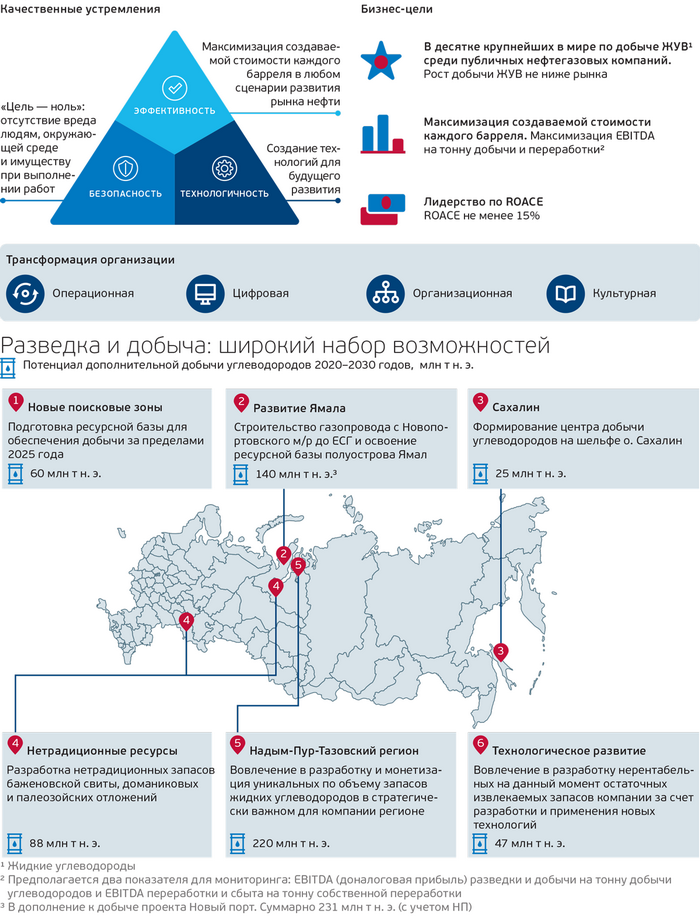 Качественные устремления
Максимизация создавае-
мой стоимости каждого
барреля в любом
сценарии развития
рынка нефти
ЭФФЕКТИВНОСТЬ
«Цель — ноль»:
отсутствие вреда
людям, окружаю-
щей среде
и имуществу
при выполне-
нии работ
БЕЗОПАСНОСТЬ
ТЕХНОЛОГИЧНОСТЬ
Создание тех-
нологий для
будущего
развития
Бизнес-цели
В десятке крупнейших в мире по добыче ЖУВ¹
среди публичных нефтегазовых компаний.
Рост добычи ЖУВ не ниже рынка
Максимизация создаваемой стоимости
каждого барреля. Максимизация EBITDA
на тонну добычи и переработки²
Лидерство по ROACE
ROACE не менее 15%
Трансформация организации
Операционная
Цифровая
Организационная
Культурная
Разведка и добыча: широкий набор возможностей
Потенциал дополнительной добычи углеводородов 2020–2030 годов, млн т н. э.
1 Новые поисковые зоны
Подготовка ресурсной базы для
обеспечения добычи за пределами
2025 года
60 млн т н. э.
2 Развитие Ямала
Строительство газопровода с Новопо-
ртовского м/р до ЕСГ и освоение
ресурсной базы полуострова Ямал
140 млн т н. э.³
3 Сахалин
Формирование центра добычи
углеводородов на шельфе о. Сахалин
25 млн т н. э.
2
5
4
4
3
4 Нетрадиционные ресурсы
Разработка нетрадиционных запасов
баженовской свиты, доманиковых
и палеозойских отложений
88 млн т н. э.
5 Надым-Пур-Тазовский регион
Вовлечение в разработку и монетиза-
ция уникальных по объему запасов
жидких углеводородов в стратегиче-
ски важном для компании регионе
220 млн т н. э.
6 Технологическое развитие
Вовлечение в разработку нерентабель-
ных на данный момент остаточных
извлекаемых запасов компании за счет
разработки и применения новых
технологий
47 млн т н. э.
¹ Жидкие углеводороды
² Предполагается два показателя для мониторинга: EBITDA (доналоговая прибыль) разведки и добычи на тонну добычи
углеводородов и EBITDA переработки и сбыта на тонну собственной переработки
³ В дополнение к добыче проекта Новый порт. Суммарно 231 млн т н. э. (с учетом НП)